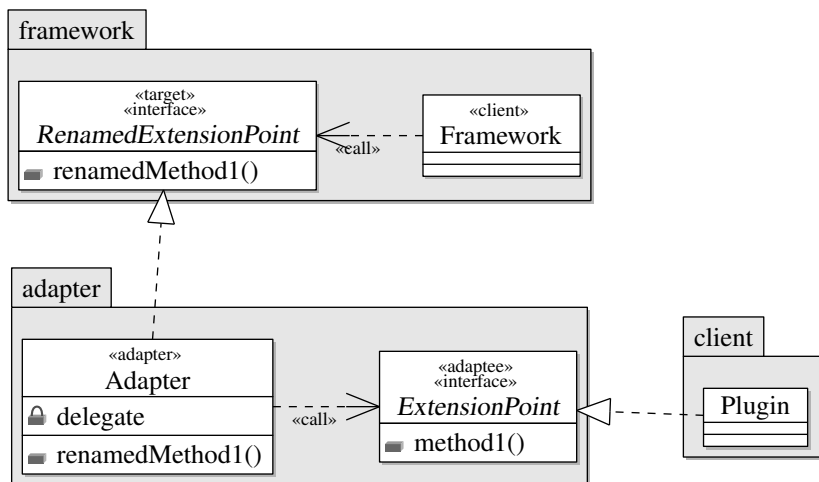 framework
«target»
«interface»
RenamedExtensionPoint
renamedMethod1()
«call»
«client»
Framework
adapter
«adapter»
Adapter
delegate
renamedMethod1()
«call»
«adaptee»
«interface»
ExtensionPoint
method1()
client
Plugin